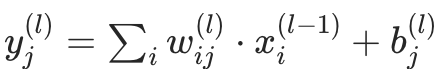 $y_j^{(l)} = \sum_i w_{ij}^{(l)} \cdot x_i^{(l-1)} + b_j^{(l)}$